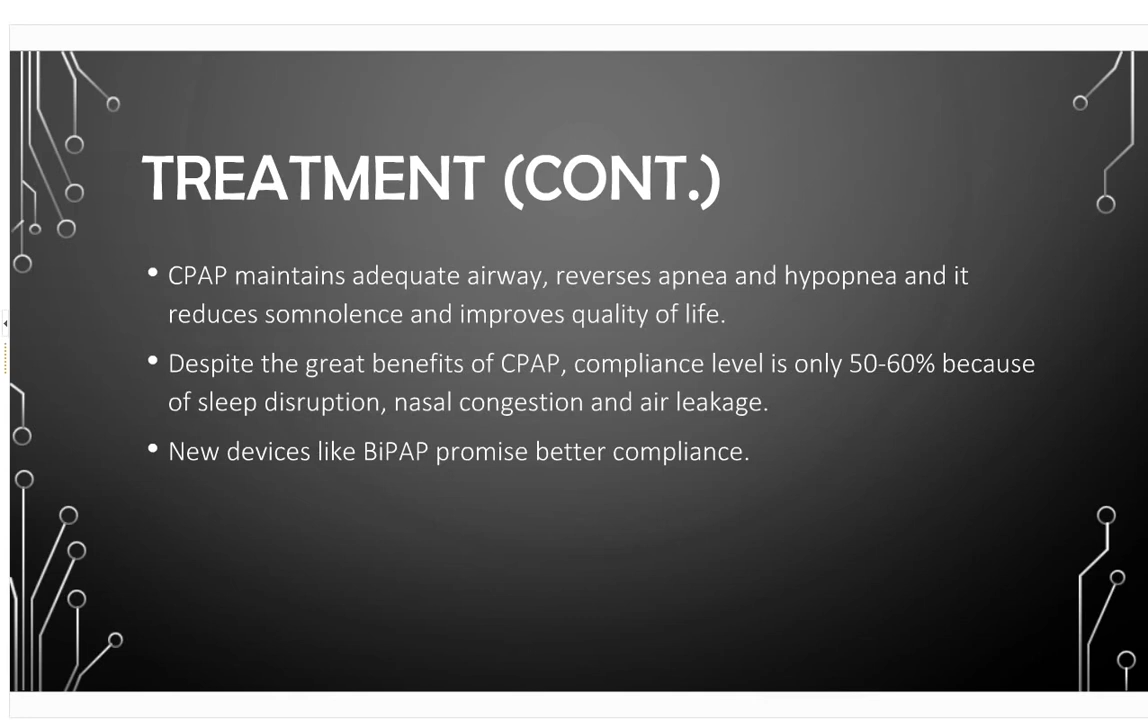 TREATMENT (CONT.)
• CPAP maintains adequate airway, reverses apnea and hypopnea and it
reduces somnolence and improves quality of life.
• Despite the great benefits of CPAP, compliance level is only 50-60% because
of sleep disruption, nasal congestion and air leakage.
• New devices like BiPAP promise better compliance.